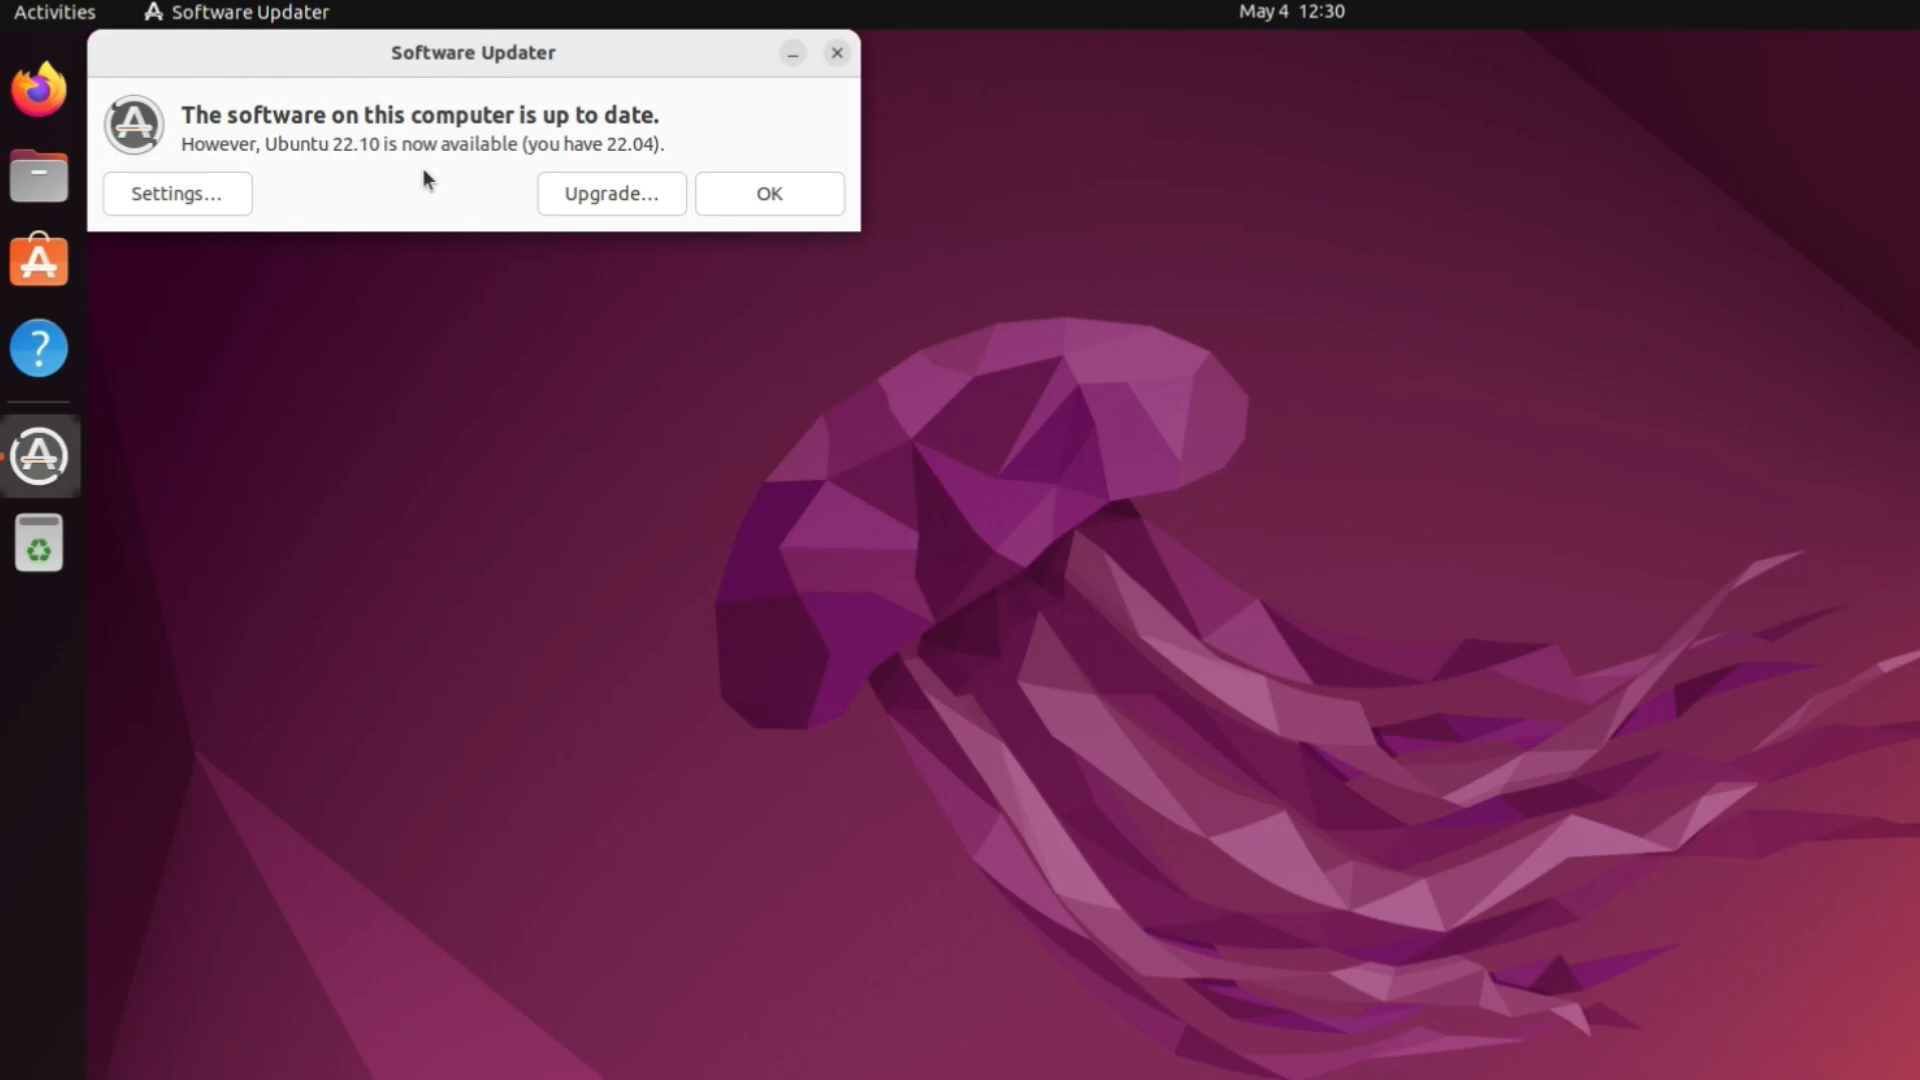 Activities
Software Updater
May 4 12:30
Software Updater
The software on this computer is up to date.
However, Ubuntu 22.10 is now available (you have 22.04).
Settings…
Upgrade…
OK